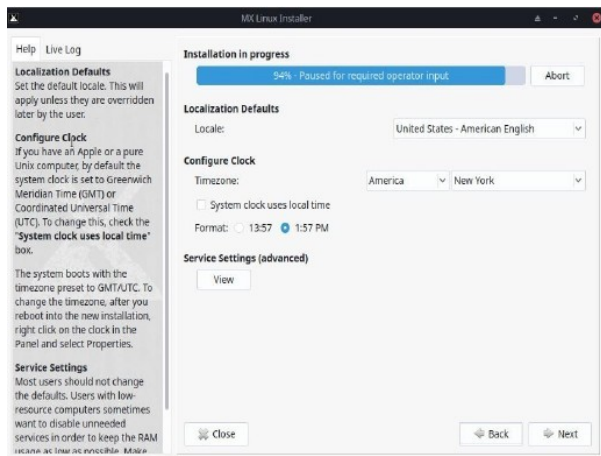 MX Linux Installer
Help Live Log
Localization Defaults
Set the default locale. This will
apply unless they are overridden
later by the user.
Configure Clock
If you have an Apple or a pure
Unix computer, by default the
system clock is set to Greenwich
Meridian Time (GMT) or
Coordinated Universal Time
(UTC). To change this, check the
"System clock uses local time"
box.
The system boots with the
timezone preset to GMT/UTC. To
change the timezone, after you
reboot into the new installation,
right click on the clock in the
Panel and select Properties.
Service Settings
Most users should not change
the defaults. Users with low-
resource computers sometimes
want to disable unneeded
services in order to keep the RAM
usage as low as possible. Make
Installation in progress
94% - Paused for required operator input
Abort
Localization Defaults
Locale: United States - American English
Configure Clock
Timezone: America New York
System clock uses local time
Format: 13:57 1:57 PM
Service Settings (advanced)
View
Close Back Next